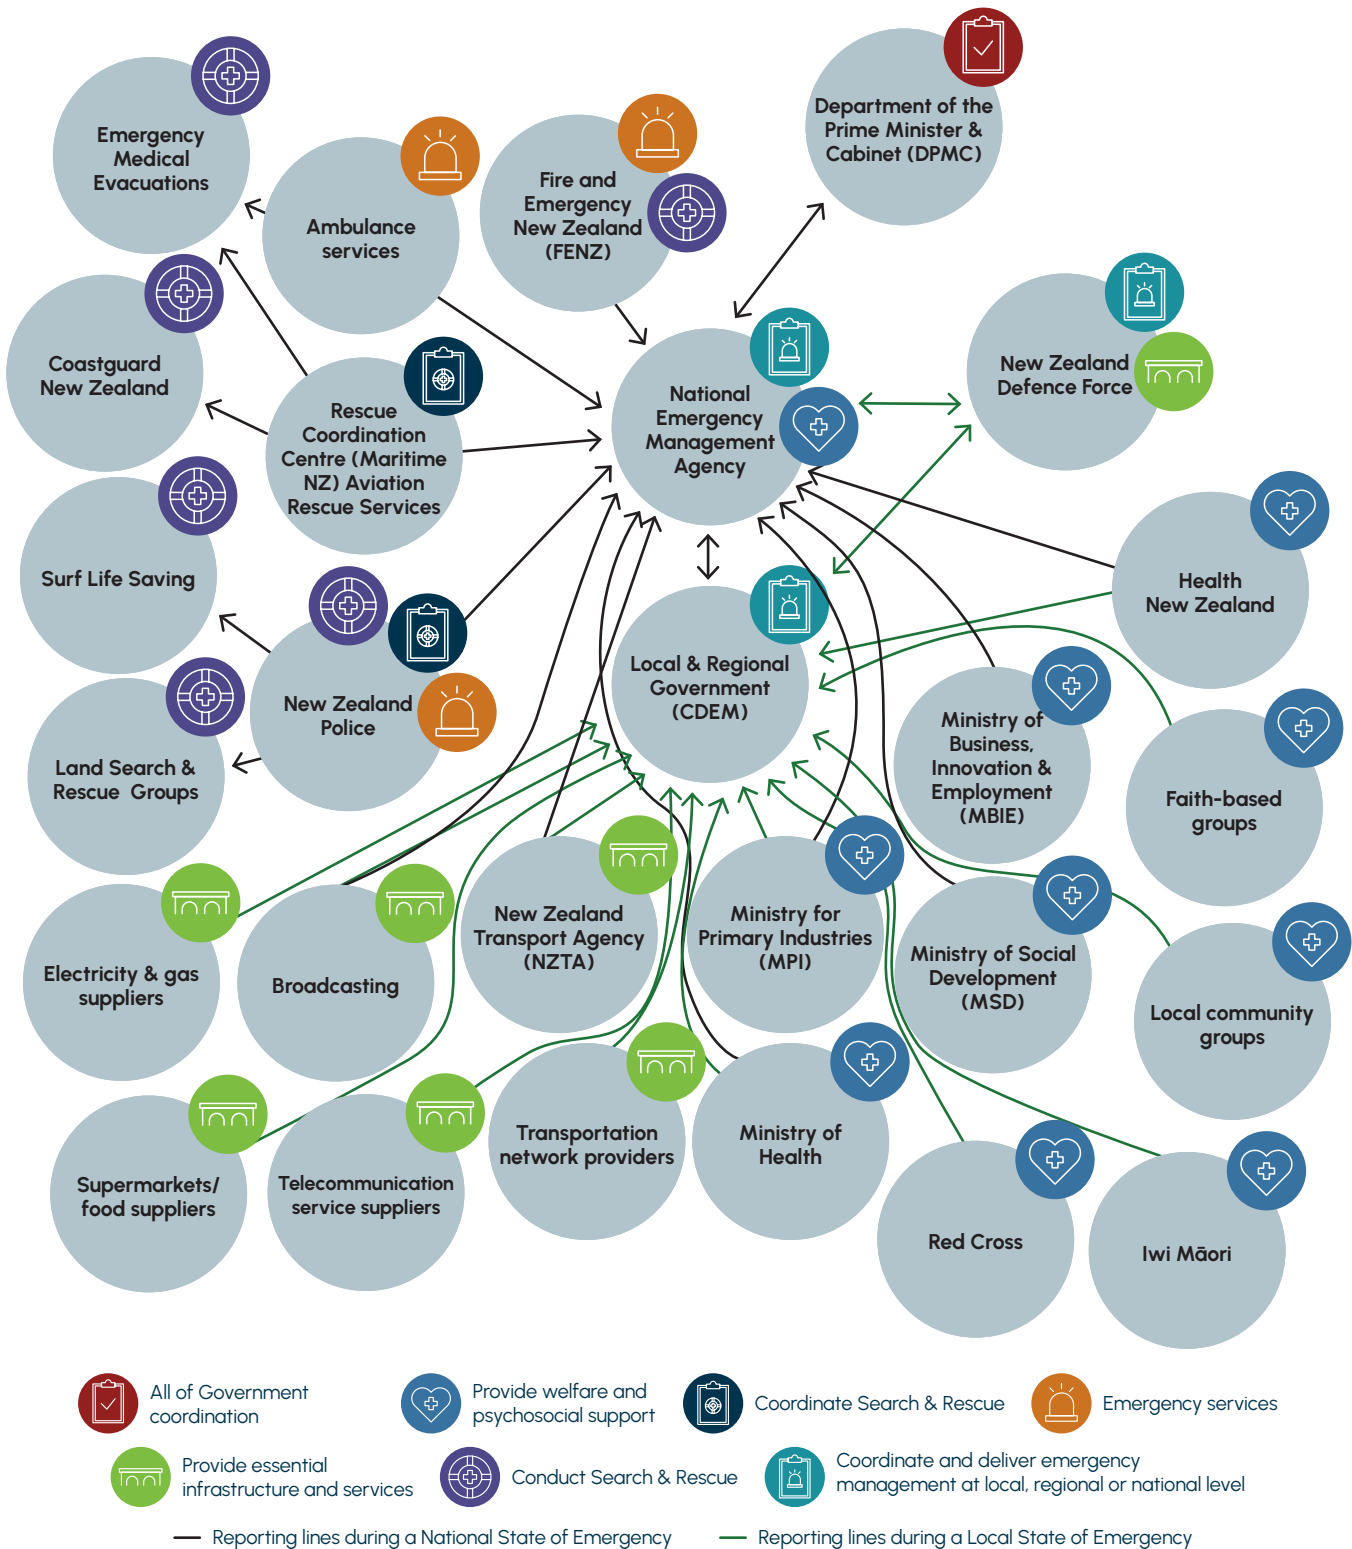 Department of the
Prime Minister &
Cabinet (DPMC)
Emergency
Medical
Evacuations
Ambulance
services
Fire and
Emergency
New Zealand
(FENZ)
Coastguard
New Zealand
Rescue
Coordination
Centre (Maritime
NZ) Aviation
Rescue Services
National
Emergency
Management
Agency
New Zealand
Defence Force
Surf Life Saving
Health
New Zealand
New Zealand
Police
Local & Regional
Government
(CDEM)
Land Search &
Rescue Groups
Ministry of
Business,
Innovation &
Employment
(MBIE)
Faith-based
groups
Electricity & gas
suppliers
Broadcasting
New Zealand
Transport Agency
(NZTA)
Ministry for
Primary Industries
(MPI)
Ministry of Social
Development
(MSD)
Local community
groups
Supermarkets/
food suppliers
Telecommunication
service suppliers
Transportation
network providers
Ministry of
Health
Red Cross
Iwi Māori
All of Government
coordination
Provide welfare and
psychosocial support
Coordinate Search & Rescue
Emergency services
Provide essential
infrastructure and services
Conduct Search & Rescue
Coordinate and deliver emergency
management at local, regional or national level
Reporting lines during a National State of Emergency
Reporting lines during a Local State of Emergency